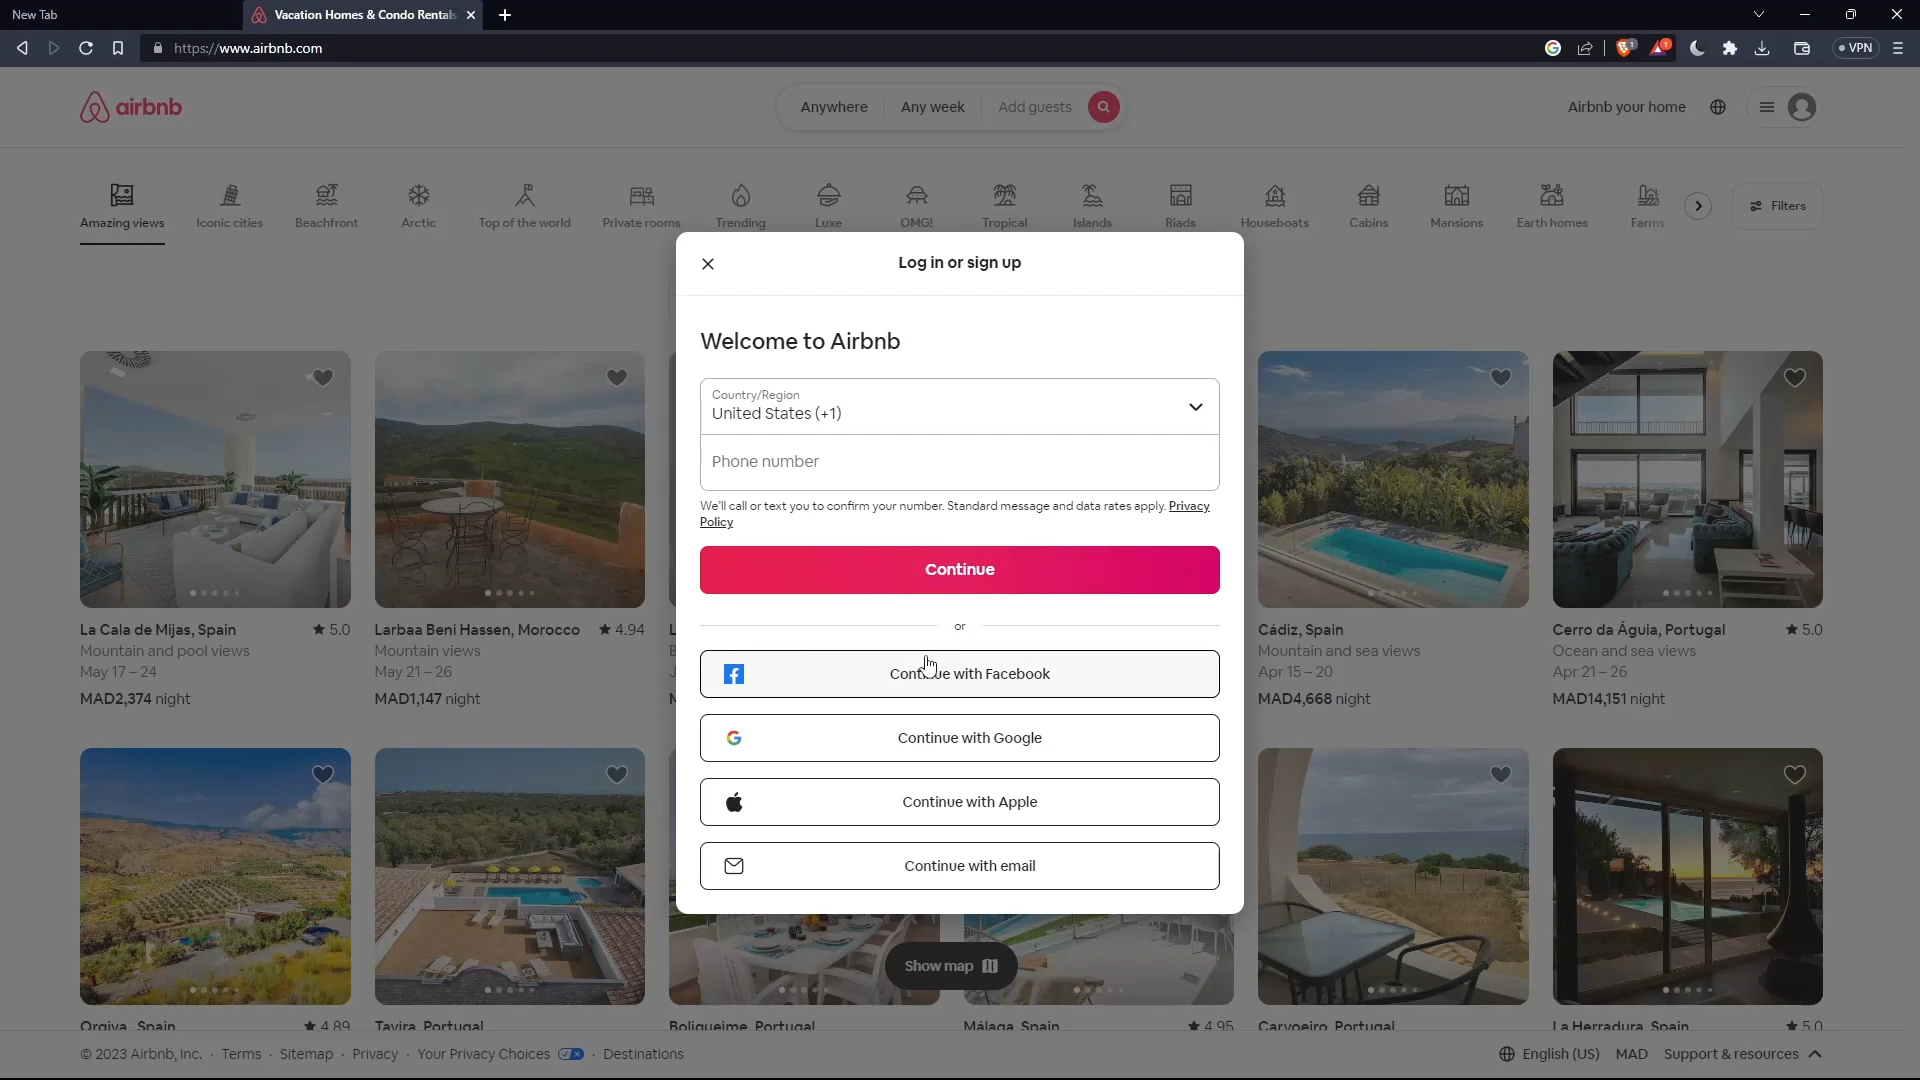 New Tab
Vacation Homes & Condo Rentals
https://www.airbnb.com
1
1
VPN
airbnb
Anywhere
Any week
Add guests
Airbnb your home
Amazing views
Iconic cities
Beachfront
Arctic
Top of the world
Private rooms
Trending
Luxe
OMG!
Tropical
Islands
Riads
Houseboats
Cabins
Mansions
Earth homes
Farms
Filters
Log in or sign up
Welcome to Airbnb
Country/Region
United States (+1)
Phone number
We'll call or text you to confirm your number. Standard message and data rates apply. Privacy
Policy
Continue
or
Continue with Facebook
Continue with Google
Continue with Apple
Continue with email
La Cala de Mijas, Spain 5.0
Mountain and pool views
May 17 – 24
MAD2,374 night
Larbaa Beni Hassen, Morocco 4.94
Mountain views
May 21 – 26
MAD1,147 night
Cádiz, Spain
Mountain and sea views
Apr 15 – 20
MAD4,668 night
Cerro da Águia, Portugal 5.0
Ocean and sea views
Apr 21 – 26
MAD14,151 night
Show map
Orgiva, Spain 4.89
Tavira, Portugal
Boliqueime, Portugal
Málaga, Spain 4.95
Carvoeiro, Portugal
La Herradura, Spain 5.0
© 2023 Airbnb, Inc. · Terms · Sitemap · Privacy · Your Privacy Choices · Destinations
English (US) MAD Support & resources